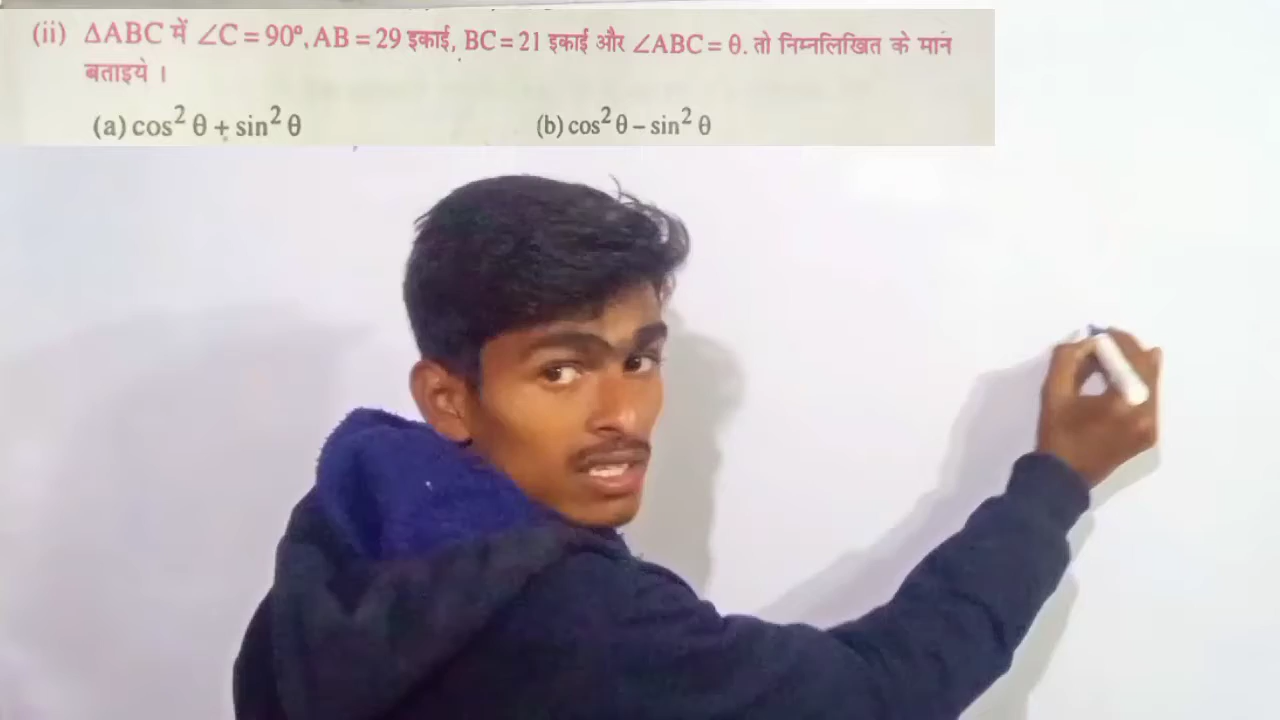 (ii) ΔABC में ∠C = 90°, AB = 29 इकाई, BC = 21 इकाई और ∠ABC = θ. तो निम्नलिखित के मान
बताइये ।
(a) cos² θ + sin² θ (b) cos² θ – sin² θ